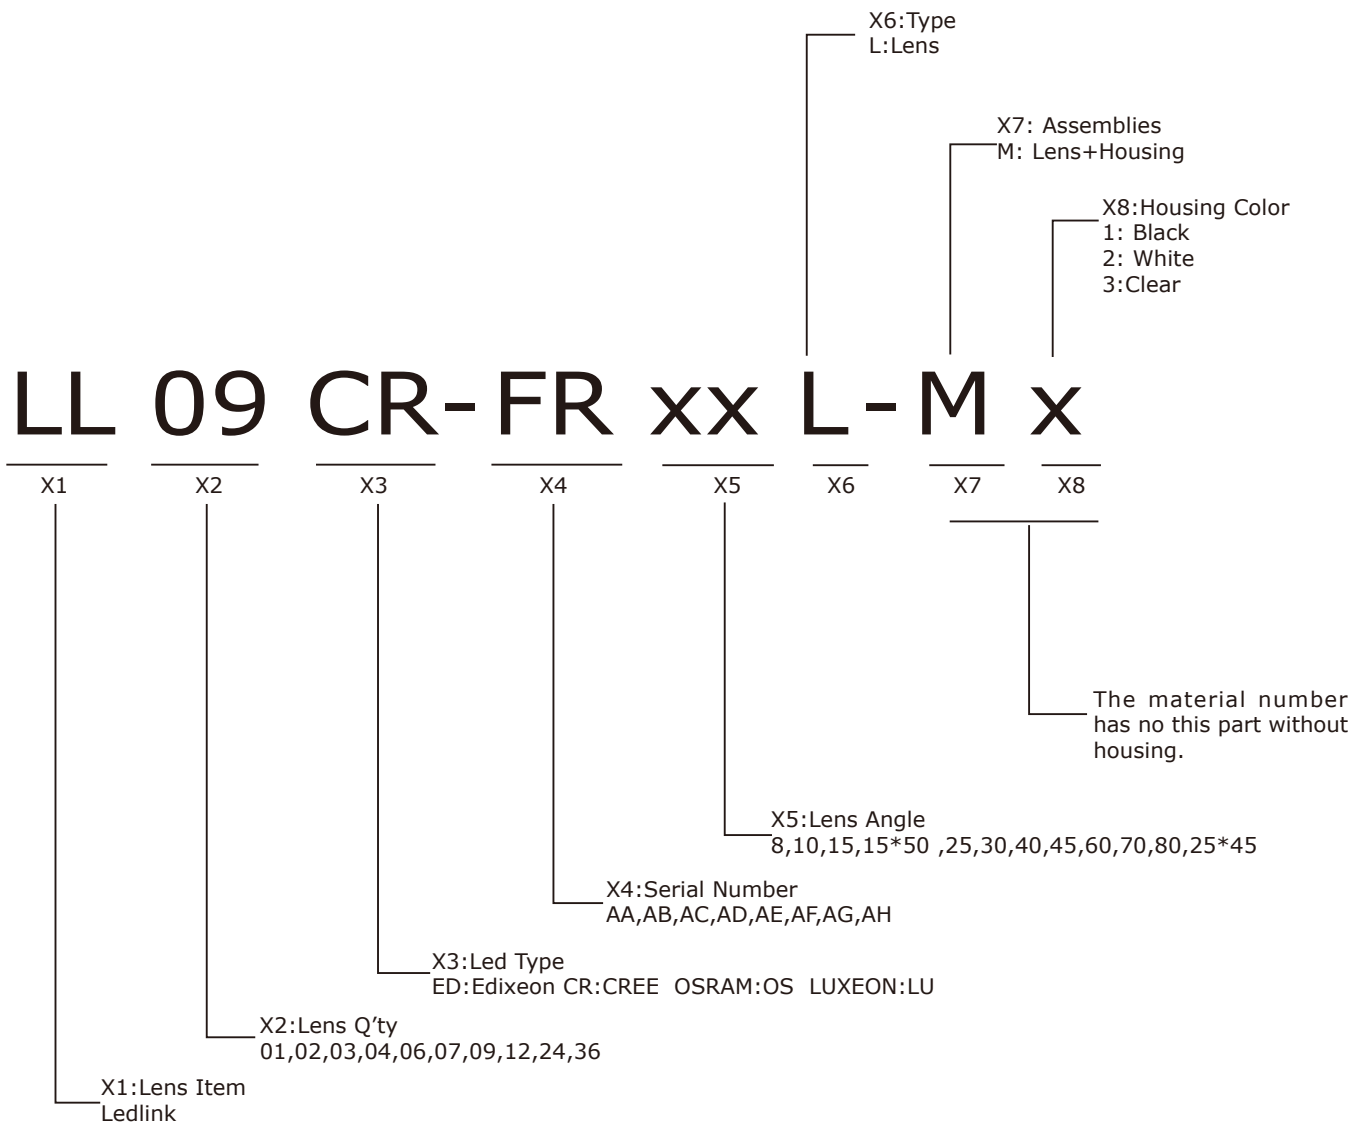 X6:Type
L:Lens
X7: Assemblies
M: Lens+Housing
X8:Housing Color
1: Black
2: White
3:Clear
LL 09 CR-FR xx L-M x
X1 X2 X3 X4 X5 X6 X7 X8
The material number
has no this part without
housing.
X5:Lens Angle
8,10,15,15*50 ,25,30,40,45,60,70,80,25*45
X4:Serial Number
AA,AB,AC,AD,AE,AF,AG,AH
X3:Led Type
ED:Edixeon CR:CREE OSRAM:OS LUXEON:LU
X2:Lens Q’ty
01,02,03,04,06,07,09,12,24,36
X1:Lens Item
Ledlink